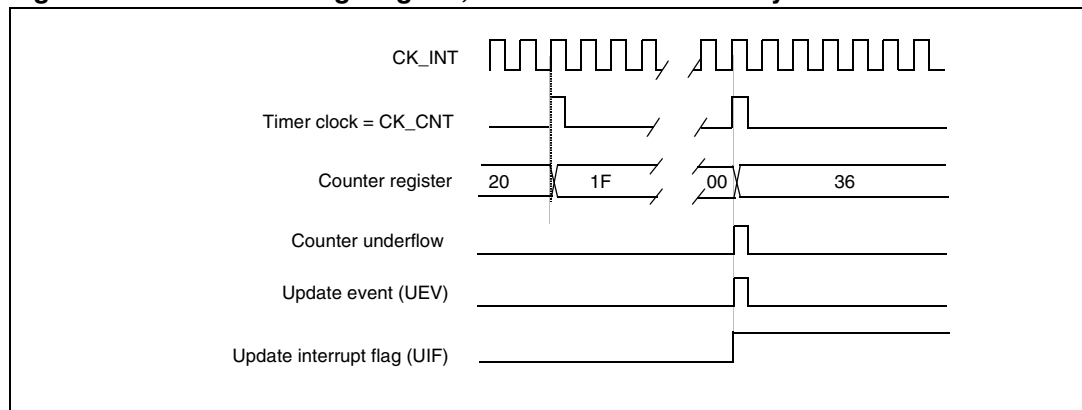 CK_INT
Timer clock = CK_CNT
Counter register 20 1F 00 36
Counter underflow
Update event (UEV)
Update interrupt flag (UIF)